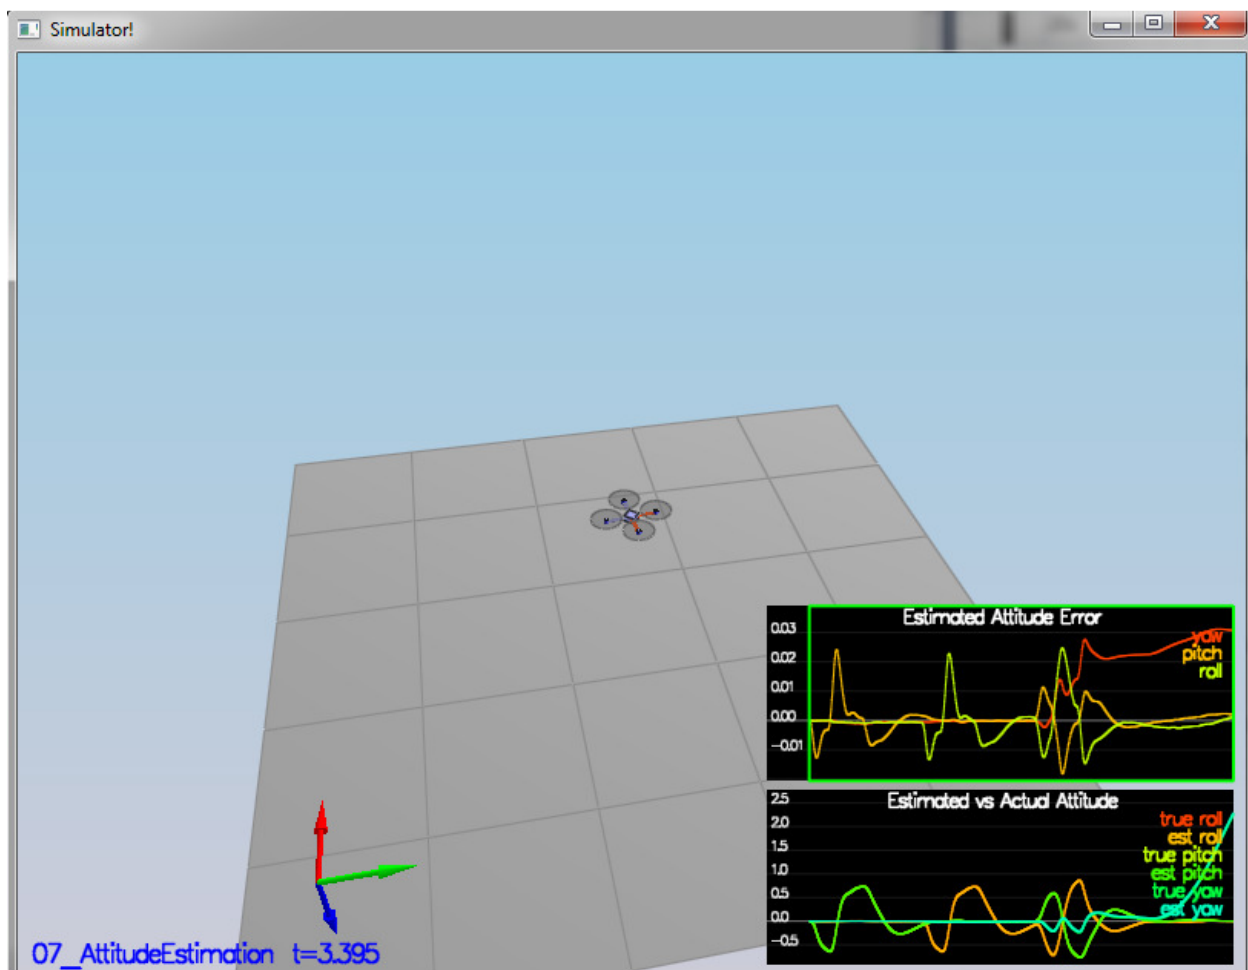 Simulator!
Estimated Attitude Error
0.03
yaw
pitch
0.02
roll
0.01
0.00
-0.01
Estimated vs Actual Attitude
2.5
true roll
2.0
est roll
1.5
true pitch
1.0
est pitch
0.5
true yaw
0.0
est yaw
-0.5
07_AttitudeEstimation t=3.395